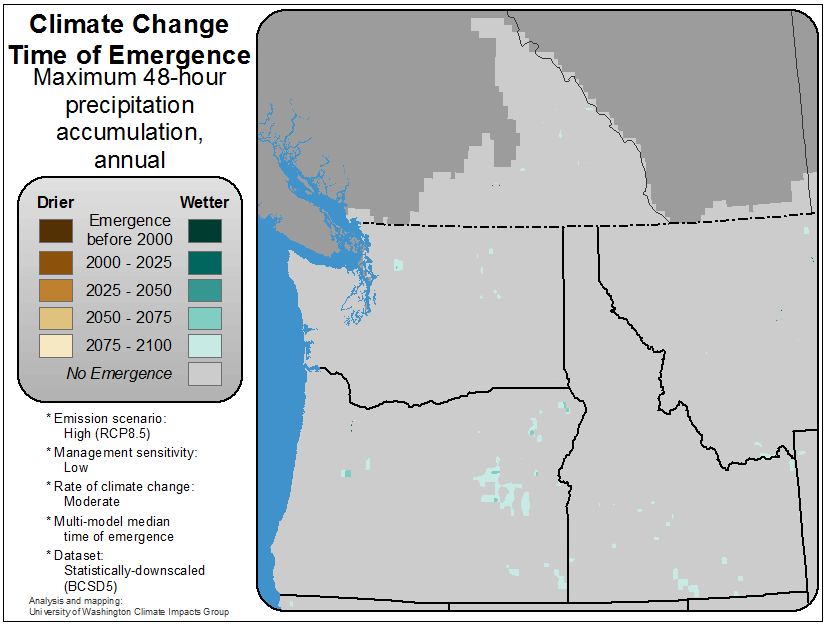 Climate Change
Time of Emergence
Maximum 48-hour
precipitation
accumulation,
annual
Drier Wetter
Emergence
before 2000
2000 - 2025
2025 - 2050
2050 - 2075
2075 - 2100
No Emergence
* Emission scenario:
High (RCP8.5)
* Management sensitivity:
Low
* Rate of climate change:
Moderate
* Multi-model median
time of emergence
* Dataset:
Statistically-downscaled
(BCSD5)
Analysis and mapping:
University of Washington Climate Impacts Group